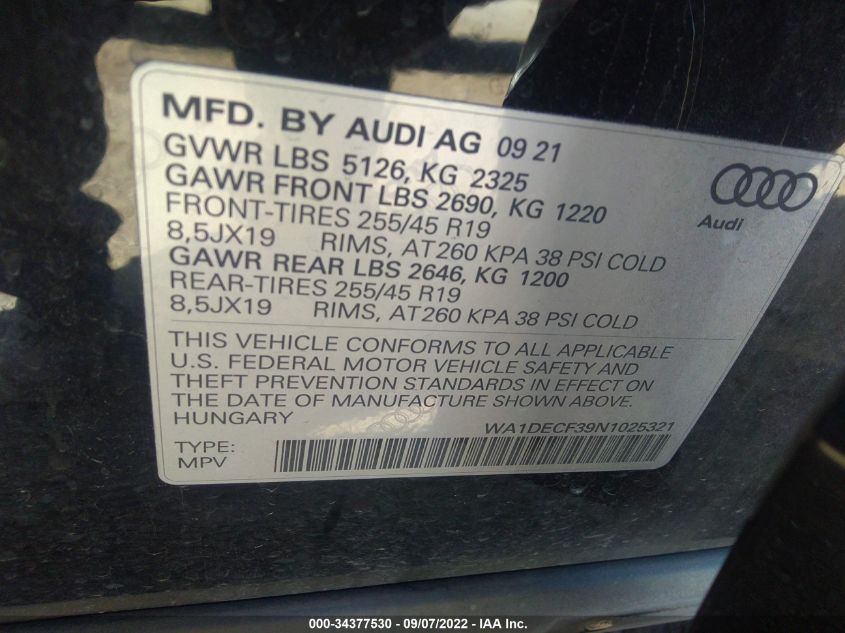 MFD. BY AUDI AG 09 21
GVWR LBS 5126, KG 2325
GAWR FRONT LBS 2690, KG 1220
FRONT-TIRES 255/45 R19
8,5JX19 RIMS, AT 260 KPA 38 PSI COLD
GAWR REAR LBS 2646, KG 1200
REAR-TIRES 255/45 R19
8,5JX19 RIMS, AT 260 KPA 38 PSI COLD
Audi
THIS VEHICLE CONFORMS TO ALL APPLICABLE
U.S. FEDERAL MOTOR VEHICLE SAFETY AND
THEFT PREVENTION STANDARDS IN EFFECT ON
THE DATE OF MANUFACTURE SHOWN ABOVE.
HUNGARY
WA1DECF39N1025321
TYPE:
MPV
000-34377530 - 09/07/2022 - IAA Inc.